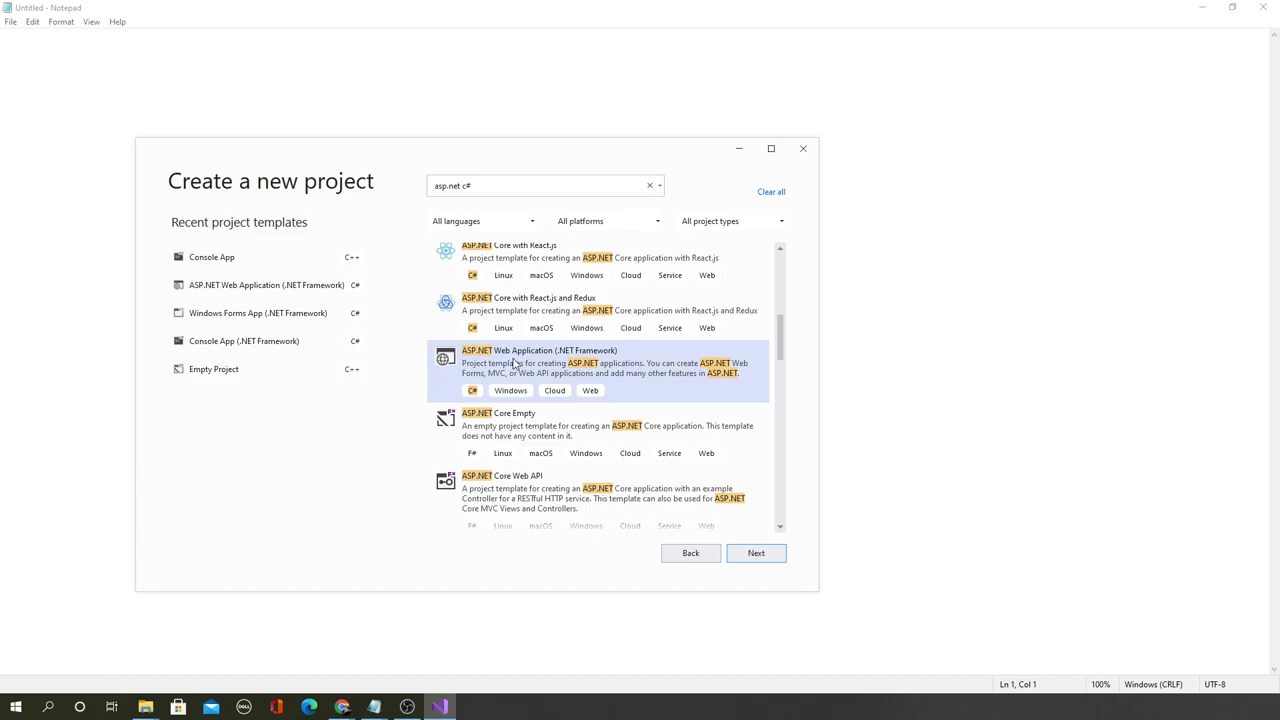 Untitled - Notepad
File Edit Format View Help
Create a new project
Recent project templates
Console App C++
ASP.NET Web Application (.NET Framework) C#
Windows Forms App (.NET Framework) C#
Console App (.NET Framework) C#
Empty Project C++
asp.net c#
Clear all
All languages All platforms All project types
ASP.NET Core with React.js
A project template for creating an ASP.NET Core application with React.js
C# Linux macOS Windows Cloud Service Web
ASP.NET Core with React.js and Redux
A project template for creating an ASP.NET Core application with React.js and Redux
C# Linux macOS Windows Cloud Service Web
ASP.NET Web Application (.NET Framework)
Project templates for creating ASP.NET applications. You can create ASP.NET Web
Forms, MVC, or Web API applications and add many other features in ASP.NET.
C# Windows Cloud Web
ASP.NET Core Empty
An empty project template for creating an ASP.NET Core application. This template
does not have any content in it.
F# Linux macOS Windows Cloud Service Web
ASP.NET Core Web API
A project template for creating an ASP.NET Core application with an example
Controller for a RESTful HTTP service. This template can also be used for ASP.NET
Core MVC Views and Controllers.
F# Linux macOS Windows Cloud Service Web
Back Next
Ln 1, Col 1 100% Windows (CRLF) UTF-8
DELL